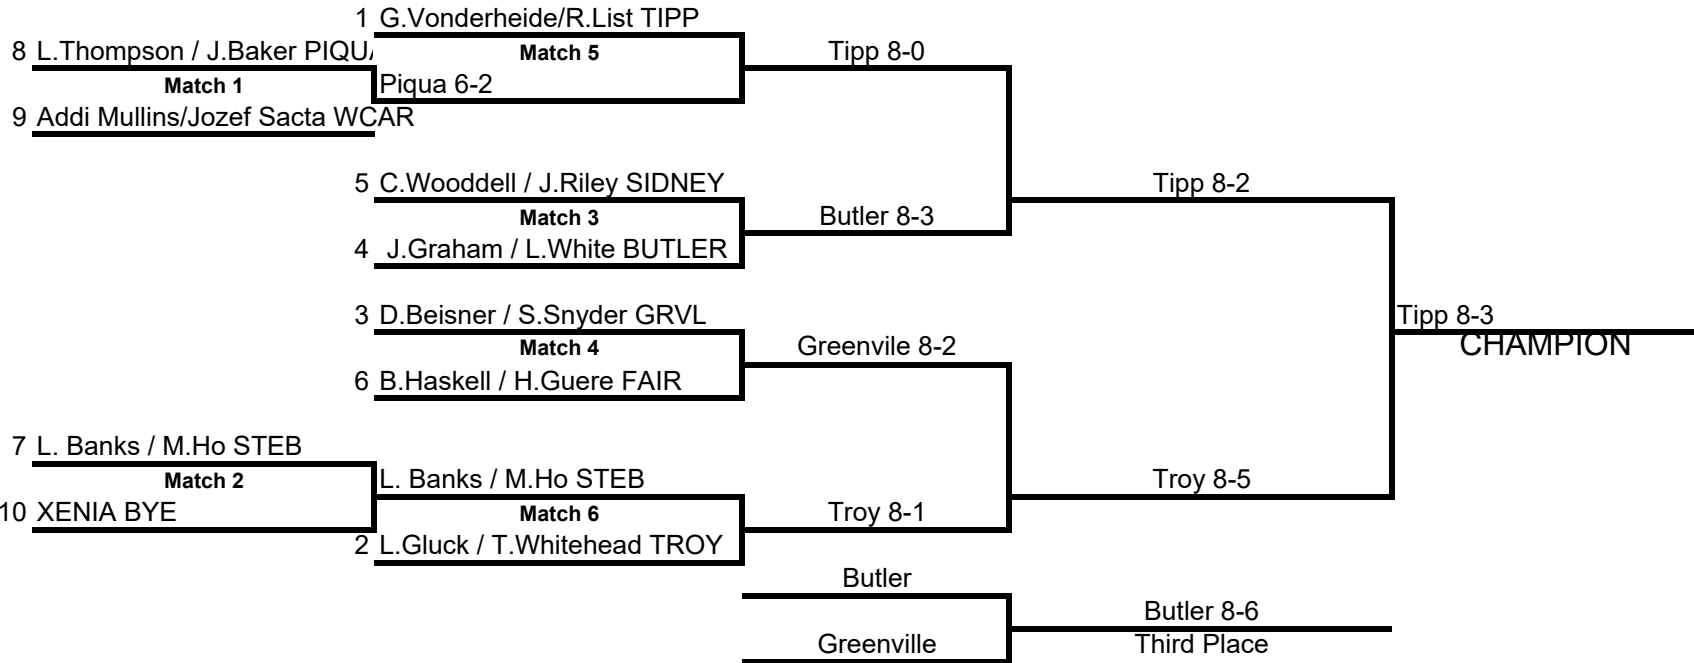 1 G.Vonderheide/R.List TIPP
8 L.Thompson / J.Baker PIQUA
Match 5
Tipp 8-0
Match 1
Piqua 6-2
9 Addi Mullins/Jozef Sacta WCAR
5 C.Wooddell / J.Riley SIDNEY
Tipp 8-2
Match 3
Butler 8-3
4 J.Graham / L.White BUTLER
3 D.Beisner / S.Snyder GRVL
Tipp 8-3
Match 4
Greenvile 8-2
CHAMPION
6 B.Haskell / H.Guere FAIR
7 L. Banks / M.Ho STEB
Match 2
L. Banks / M.Ho STEB
Troy 8-5
10 XENIA BYE
Match 6
Troy 8-1
2 L.Gluck / T.Whitehead TROY
Butler
Butler 8-6
Greenville
Third Place